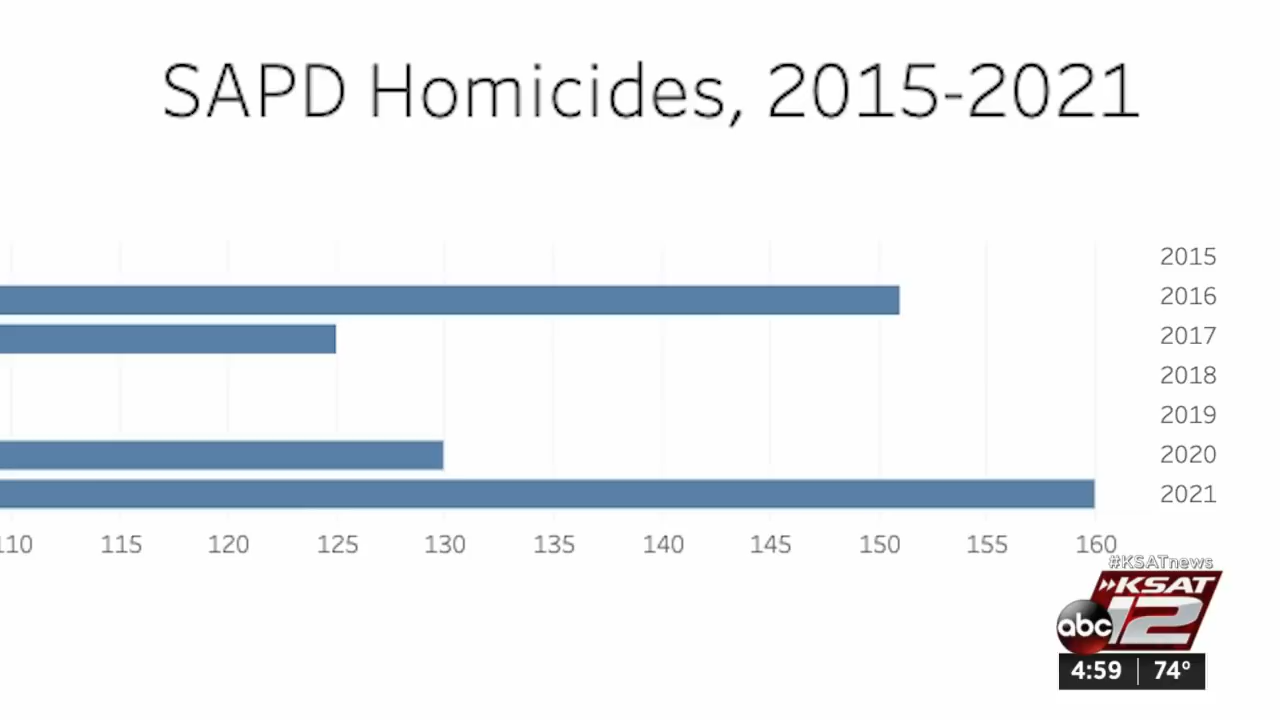 SAPD Homicides, 2015-2021
2015
2016
2017
2018
2019
2020
2021
110 115 120 125 130 135 140 145 150 155 160
#KSATnews
KSAT
abc 12
4:59 74°